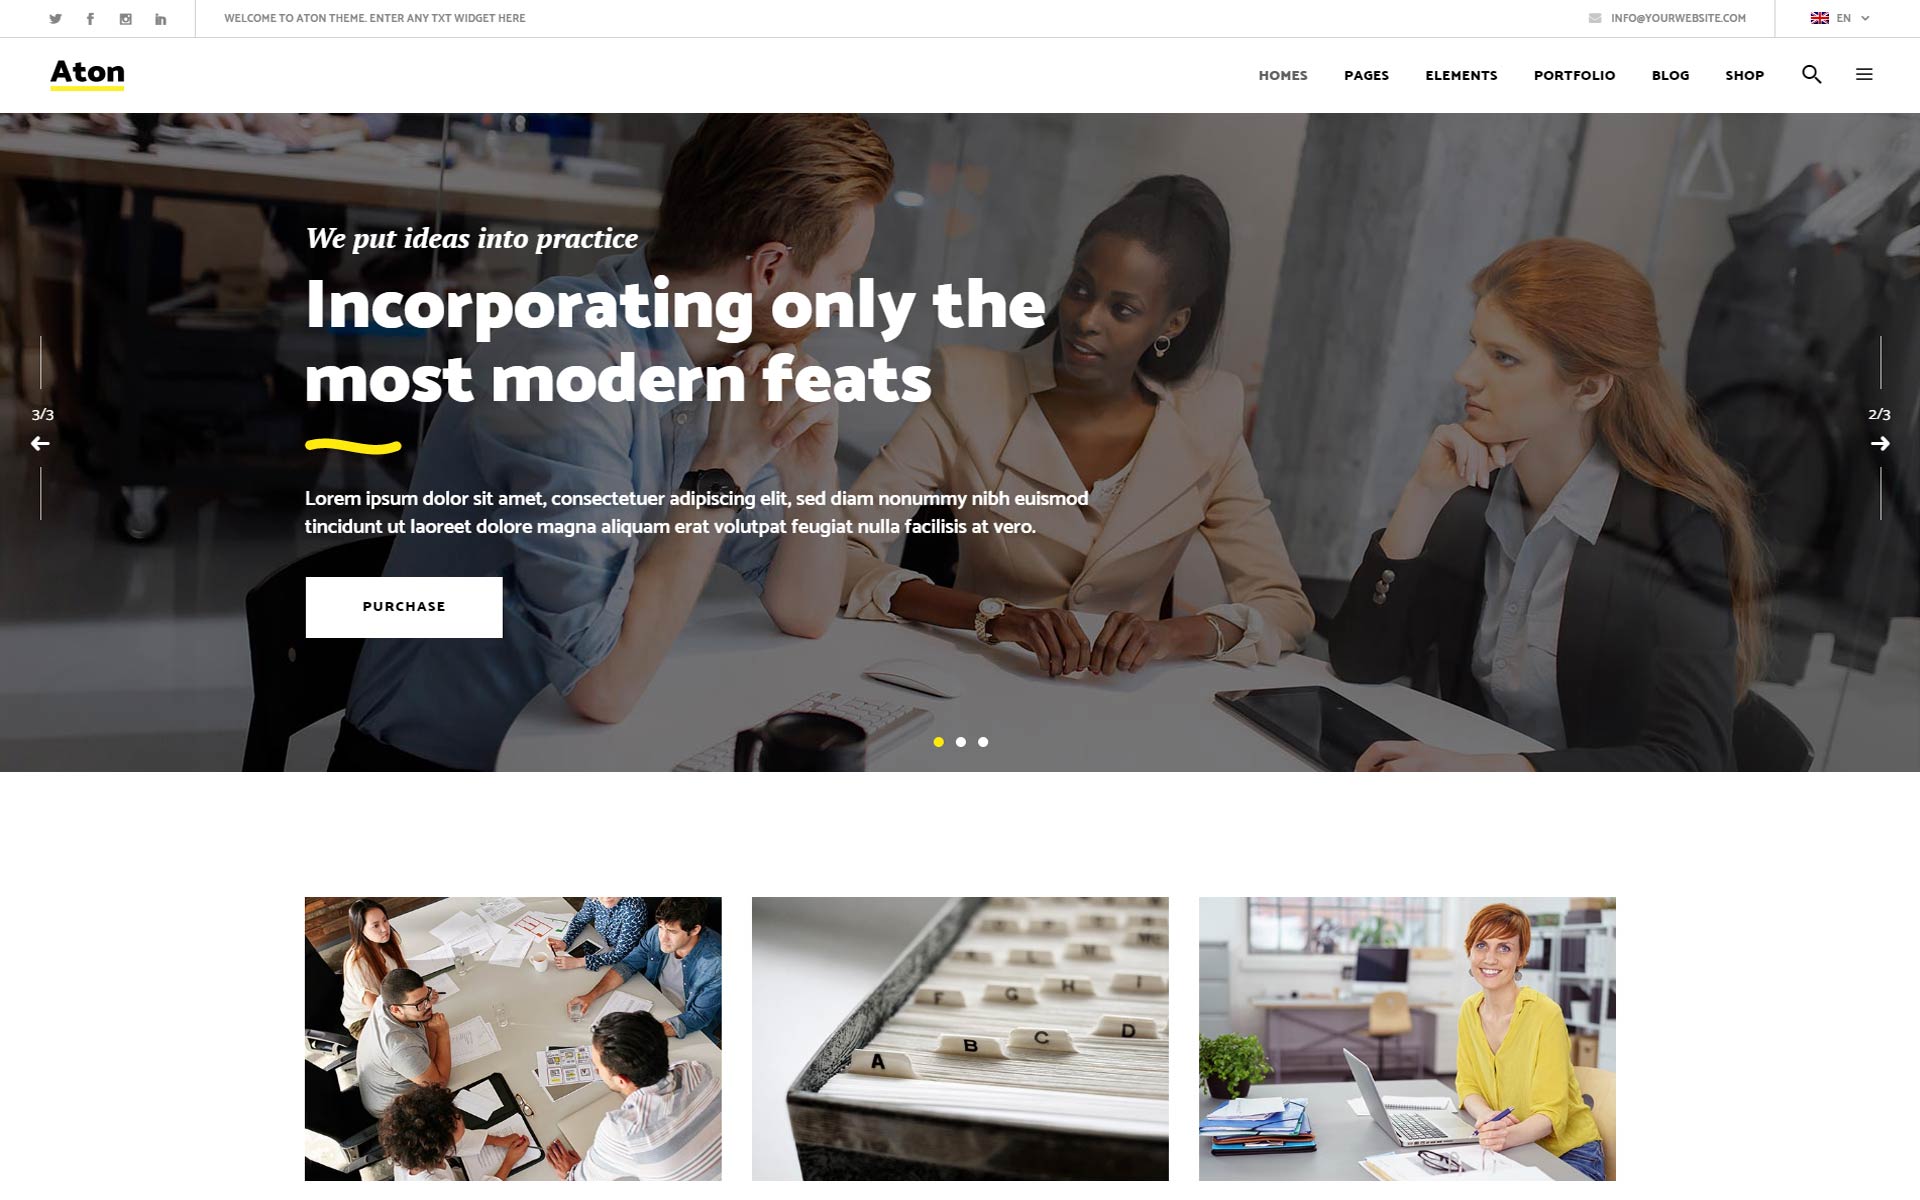 WELCOME TO ATON THEME. ENTER ANY TXT WIDGET HERE
INFO@YOURWEBSITE.COM
EN
Aton
HOMES
PAGES
ELEMENTS
PORTFOLIO
BLOG
SHOP
We put ideas into practice
Incorporating only the
most modern feats
3/3
2/3
Lorem ipsum dolor sit amet, consectetuer adipiscing elit, sed diam nonummy nibh euismod
tincidunt ut laoreet dolore magna aliquam erat volutpat feugiat nulla facilisis at vero.
PURCHASE
F G H I
A B C D